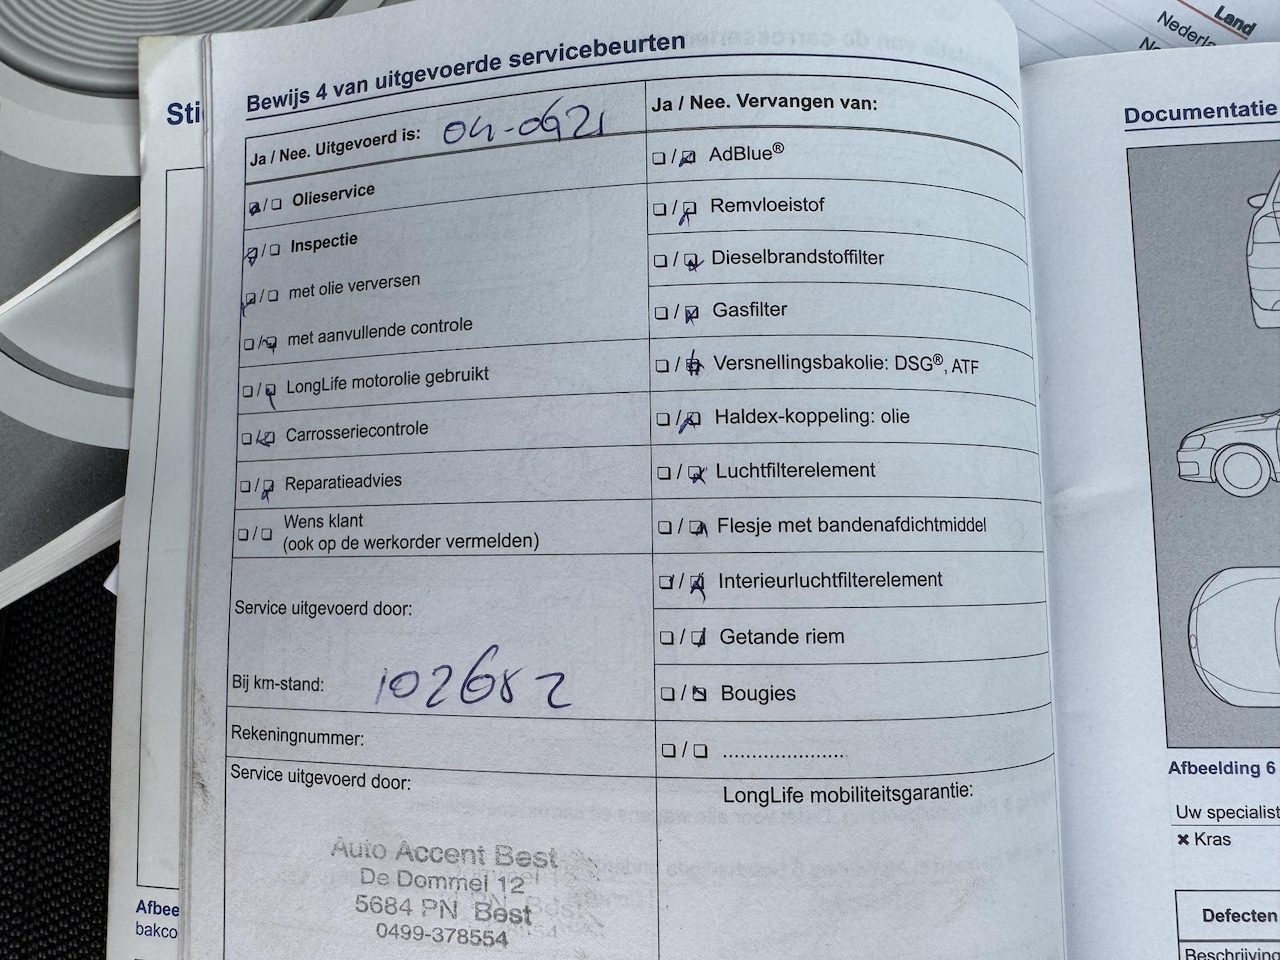 Land
Bewijs 4 van uitgevoerde servicebeurten
Ja / Nee. Uitgevoerd is: 04-0621
Olieservice
Inspectie
met olie verversen
met aanvullende controle
LongLife motorolie gebruikt
Carrosseriecontrole
Reparatieadvies
Wens klant
(ook op de werkorder vermelden)
Service uitgevoerd door:
Bij km-stand: 102682
Rekeningnummer:
Service uitgevoerd door:
Auto Accent Best
De Dommel 12
5684 PN Best
0499-378554
Ja / Nee. Vervangen van:
AdBlue®
Remvloeistof
Dieselbrandstoffilter
Gasfilter
Versnellingsbakolie: DSG®, ATF
Haldex-koppeling: olie
Luchtfilterelement
Flesje met bandenafdichtmiddel
Interieurluchtfilterelement
Getande riem
Bougies
.....................
LongLife mobiliteitsgarantie:
Documentatie
Afbeelding 6
Uw specialist
✖ Kras
Defecten
Beschrijving
Sti
Afbee
bakco